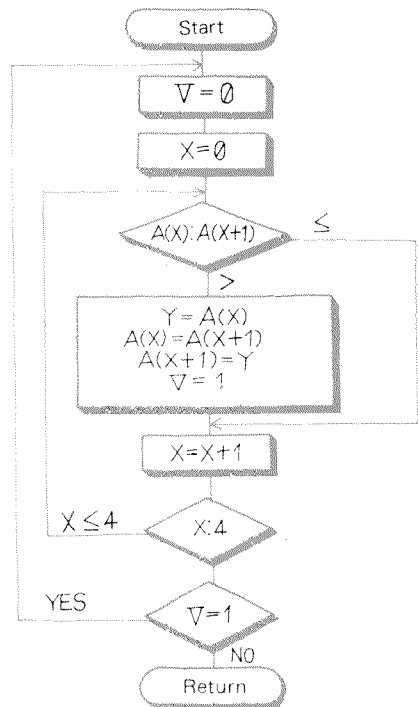 Start
∇=0
X=0
A(X):A(X+1)
≤
>
Y=A(X)
A(X)=A(X+1)
A(X+1)=Y
∇=1
X=X+1
X≤4
X:4
YES
∇=1
NO
Return